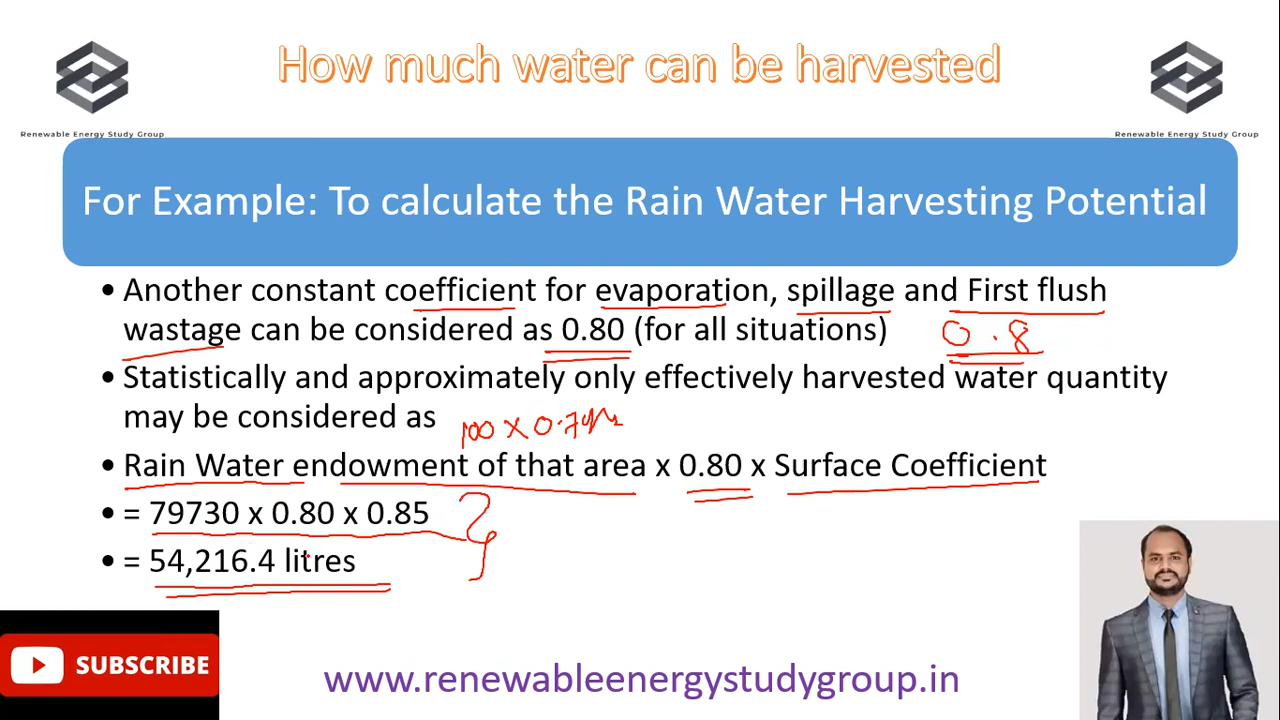 How much water can be harvested
Renewable Energy Study Group
Renewable Energy Study Group
For Example: To calculate the Rain Water Harvesting Potential
• Another constant coefficient for evaporation, spillage and First flush
wastage can be considered as 0.80 (for all situations)
0.8
• Statistically and approximately only effectively harvested water quantity
may be considered as
100 x
• Rain Water endowment of that area x 0.80 x Surface Coefficient
• = 79730 x 0.80 x 0.85
• = 54,216.4 litres
SUBSCRIBE
www.renewableenergystudygroup.in